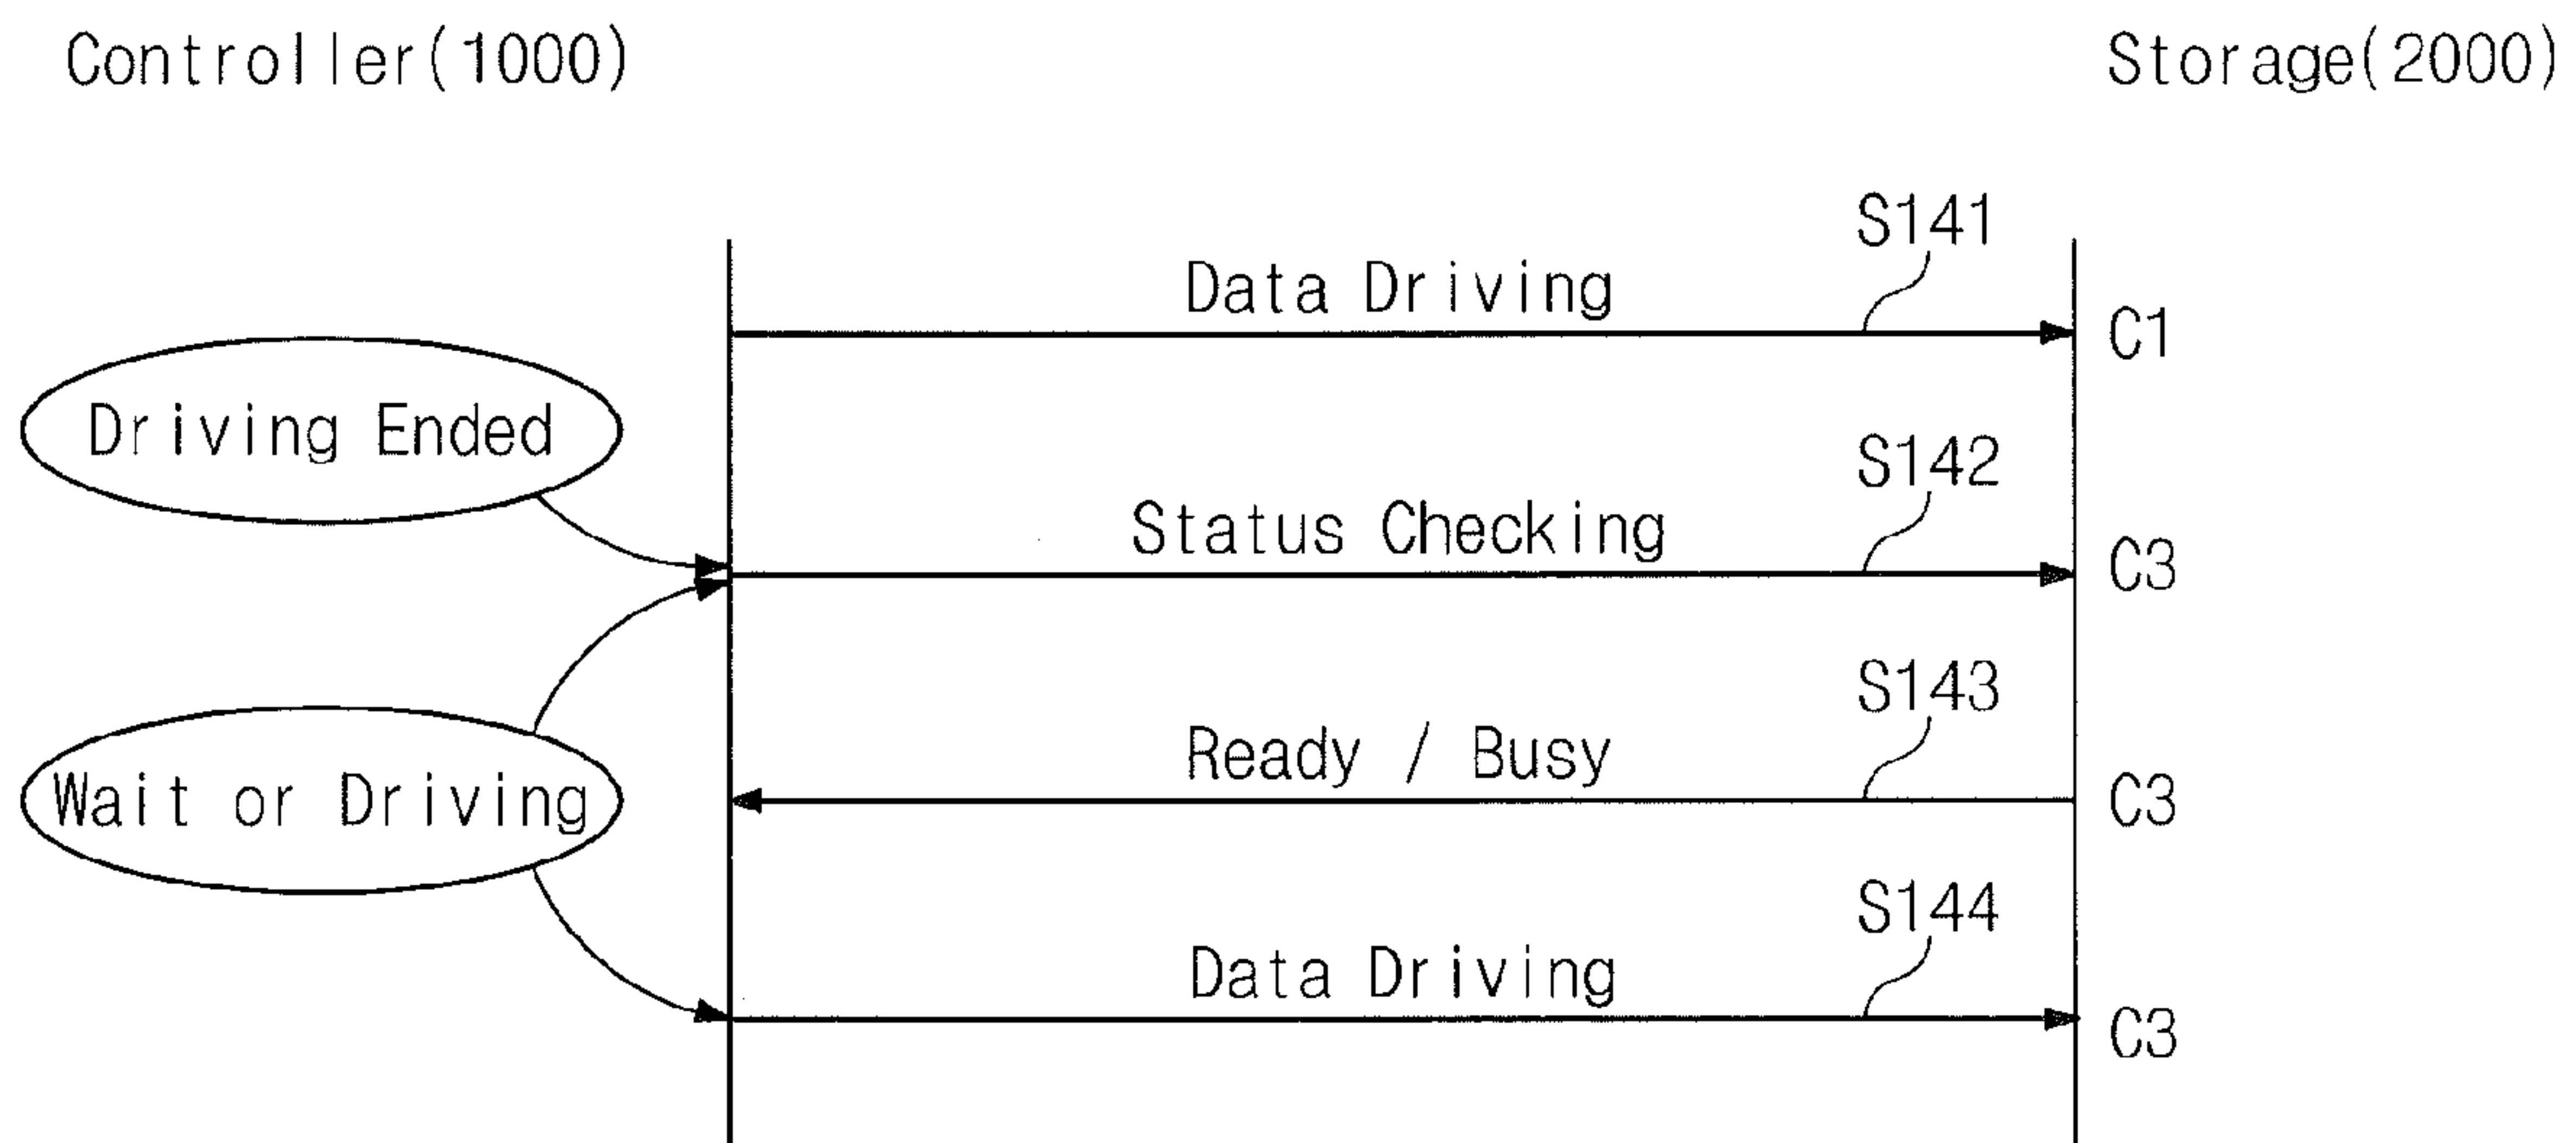 Controller(1000) Storage(2000)
S141
Data Driving
C1
Driving Ended
S142
Status Checking
C3
S143
Ready / Busy
C3
Wait or Driving
S144
Data Driving
C3